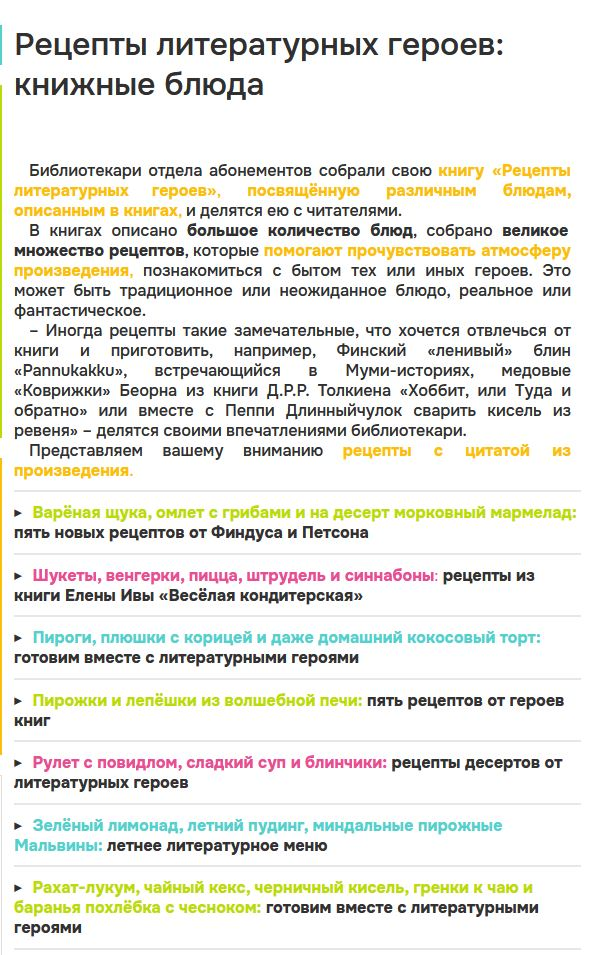 Рецепты литературных героев:
книжные блюда
Библиотекари отдела абонементов собрали свою книгу «Рецепты
литературных героев», посвящённую различным блюдам,
описанным в книгах, и делятся ею с читателями.
В книгах описано большое количество блюд, собрано великое
множество рецептов, которые помогают прочувствовать атмосферу
произведения, познакомиться с бытом тех или иных героев. Это
может быть традиционное или неожиданное блюдо, реальное или
фантастическое.
– Иногда рецепты такие замечательные, что хочется отвлечься от
книги и приготовить, например, Финский «ленивый» блин
«Pannukakku», встречающийся в Муми-историях, медовые
«Коврижки» Беорна из книги Д.Р.Р. Толкиена «Хоббит, или Туда и
обратно» или вместе с Пеппи Длинныйчулок сварить кисель из
ревеня» – делятся своими впечатлениями библиотекари.
Представляем вашему вниманию рецепты с цитатой из
произведения.
► Варёная щука, омлет с грибами и на десерт морковный мармелад:
пять новых рецептов от Финдуса и Петсона
► Шукеты, венгерки, пицца, штрудель и синнабоны: рецепты из
книги Елены Ивы «Весёлая кондитерская»
► Пироги, плюшки с корицей и даже домашний кокосовый торт:
готовим вместе с литературными героями
► Пирожки и лепёшки из волшебной печи: пять рецептов от героев
книг
► Рулет с повидлом, сладкий суп и блинчики: рецепты десертов от
литературных героев
► Зелёный лимонад, летний пудинг, миндальные пирожные
Мальвины: летнее литературное меню
► Рахат-лукум, чайный кекс, черничный кисель, гренки к чаю и
баранья похлёбка с чесноком: готовим вместе с литературными
героями